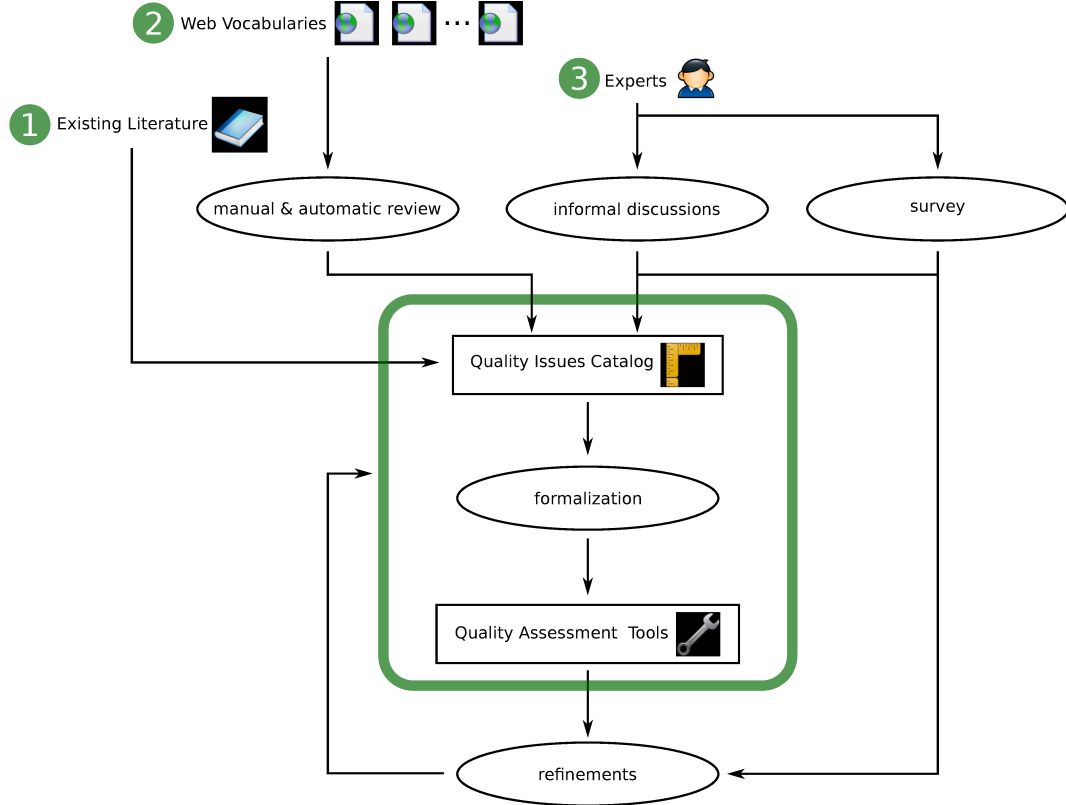 2 Web Vocabularies ...
3 Experts
1 Existing Literature
manual & automatic review
informal discussions
survey
Quality Issues Catalog
formalization
Quality Assessment Tools
refinements